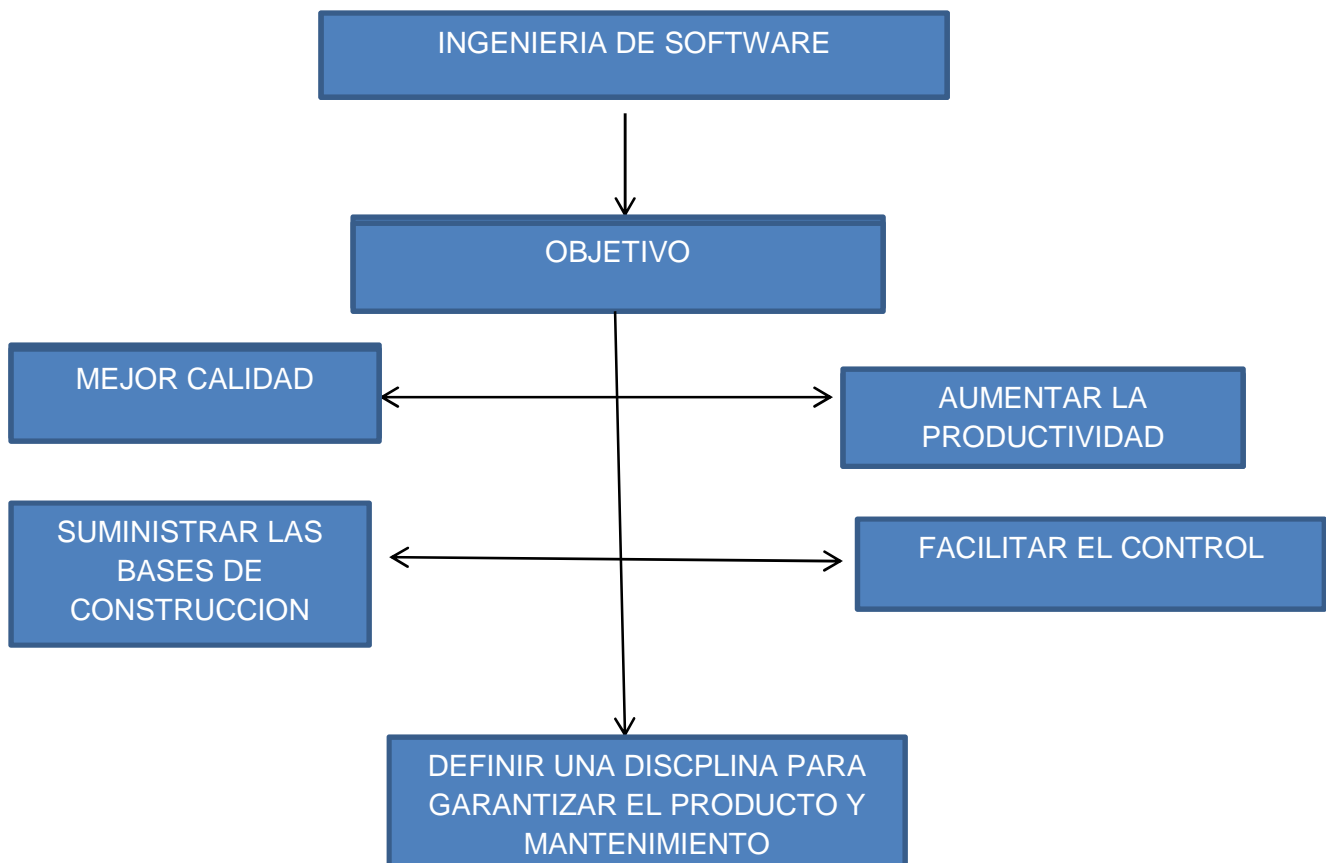 INGENIERIA DE SOFTWARE
OBJETIVO
MEJOR CALIDAD
AUMENTAR LA
PRODUCTIVIDAD
SUMINISTRAR LAS
BASES DE
CONSTRUCCION
FACILITAR EL CONTROL
DEFINIR UNA DISCPLINA PARA
GARANTIZAR EL PRODUCTO Y
MANTENIMIENTO